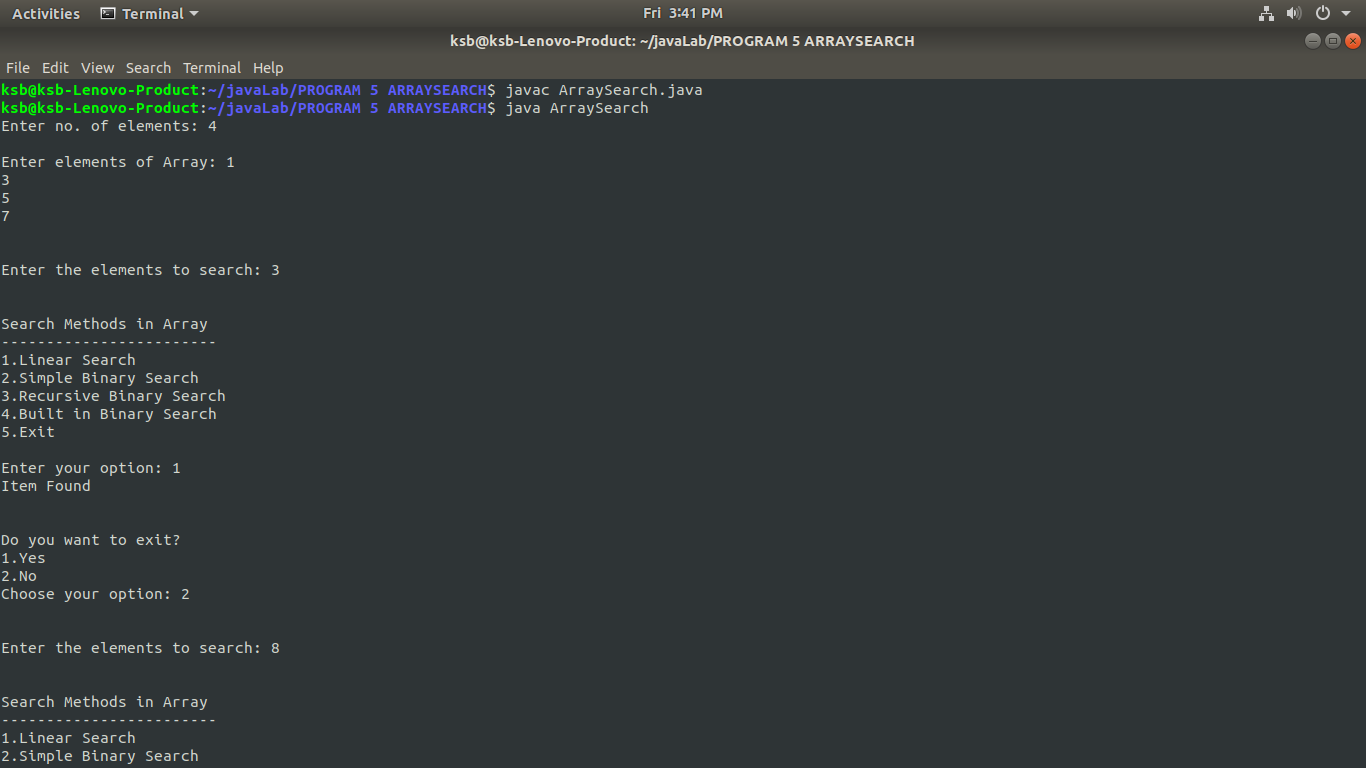 Activities Terminal Fri 3:41 PM
ksb@ksb-Lenovo-Product: ~/javaLab/PROGRAM 5 ARRAYSEARCH
File Edit View Search Terminal Help
ksb@ksb-Lenovo-Product:~/javaLab/PROGRAM 5 ARRAYSEARCH$ javac ArraySearch.java
ksb@ksb-Lenovo-Product:~/javaLab/PROGRAM 5 ARRAYSEARCH$ java ArraySearch
Enter no. of elements: 4
Enter elements of Array: 1
3
5
7
Enter the elements to search: 3
Search Methods in Array
------------------------
1.Linear Search
2.Simple Binary Search
3.Recursive Binary Search
4.Built in Binary Search
5.Exit
Enter your option: 1
Item Found
Do you want to exit?
1.Yes
2.No
Choose your option: 2
Enter the elements to search: 8
Search Methods in Array
------------------------
1.Linear Search
2.Simple Binary Search